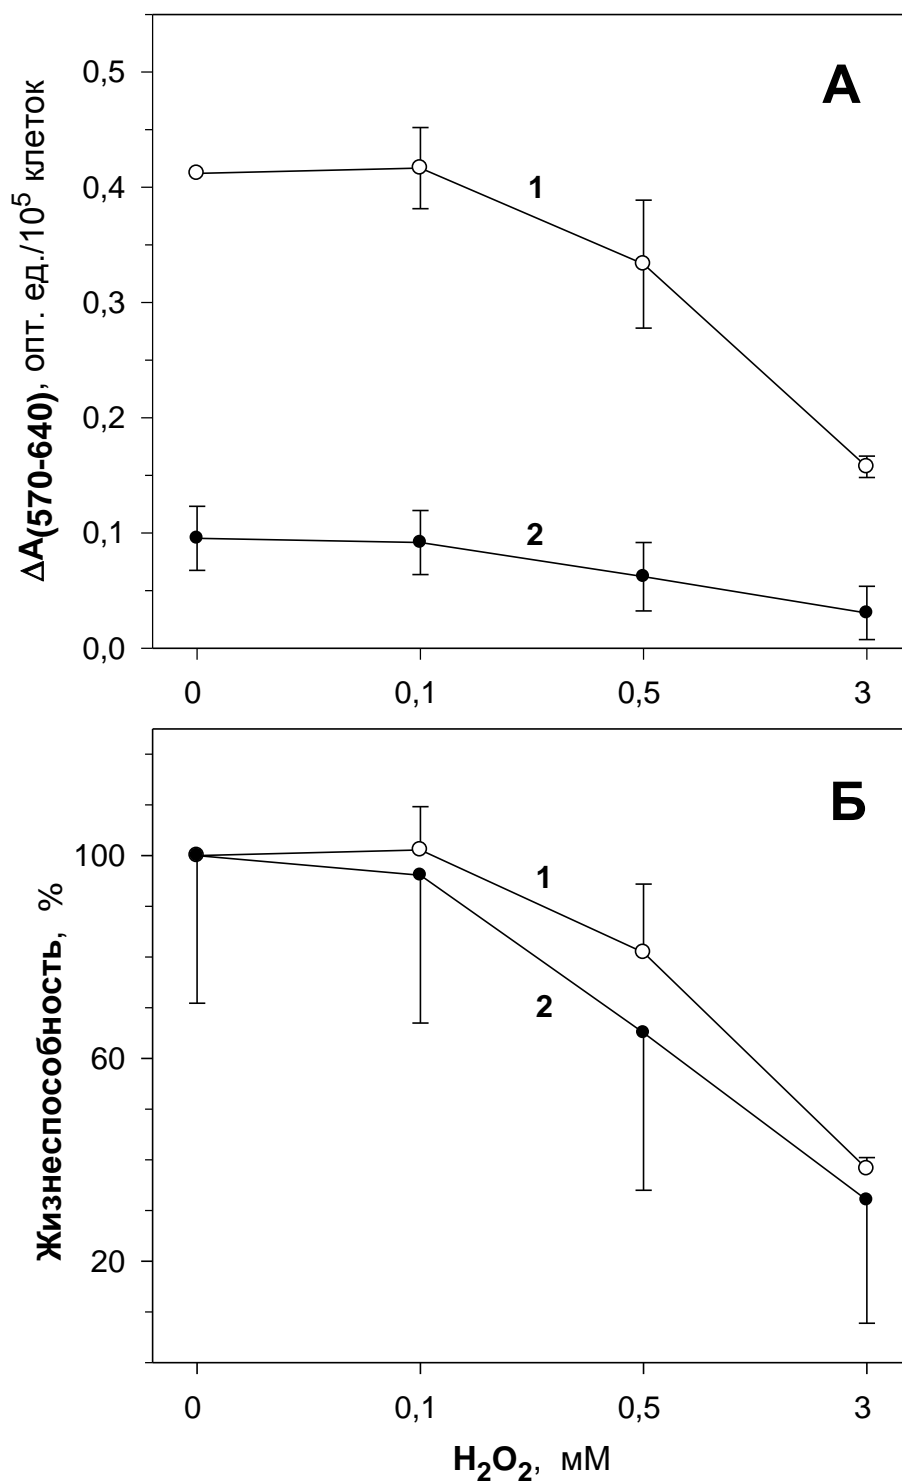 А
ΔA(570-640), опт. ед./10⁵ клеток
0,5
0,4
0,3
0,2
0,1
0,0
1
2
0 0,1 0,5 3
Б
Жизнеспособность, %
100
60
20
1
2
0 0,1 0,5 3
H₂O₂, мМ